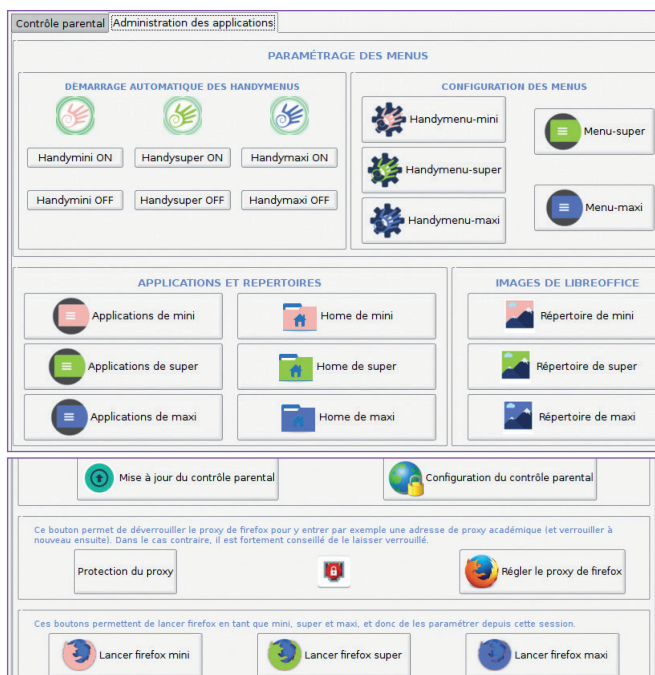 Contrôle parental Administration des applications
PARAMÉTRAGE DES MENUS
DÉMARRAGE AUTOMATIQUE DES HANDYMENUS
Handymini ON Handysuper ON Handymaxi ON
Handymini OFF Handysuper OFF Handymaxi OFF
CONFIGURATION DES MENUS
Handymenu-mini
Handymenu-super
Handymenu-maxi
Menu-super
Menu-maxi
APPLICATIONS ET REPERTOIRES
Applications de mini Home de mini
Applications de super Home de super
Applications de maxi Home de maxi
IMAGES DE LIBREOFFICE
Répertoire de mini
Répertoire de super
Répertoire de maxi
Mise à jour du contrôle parental Configuration du contrôle parental
Ce bouton permet de déverrouiller le proxy de firefox pour y entrer par exemple une adresse de proxy académique (et verrouiller à
nouveau ensuite). Dans le cas contraire, il est fortement conseillé de le laisser verrouillé.
Protection du proxy Régler le proxy de firefox
Ces boutons permettent de lancer firefox en tant que mini, super et maxi, et donc de les paramétrer depuis cette session.
Lancer firefox mini Lancer firefox super Lancer firefox maxi